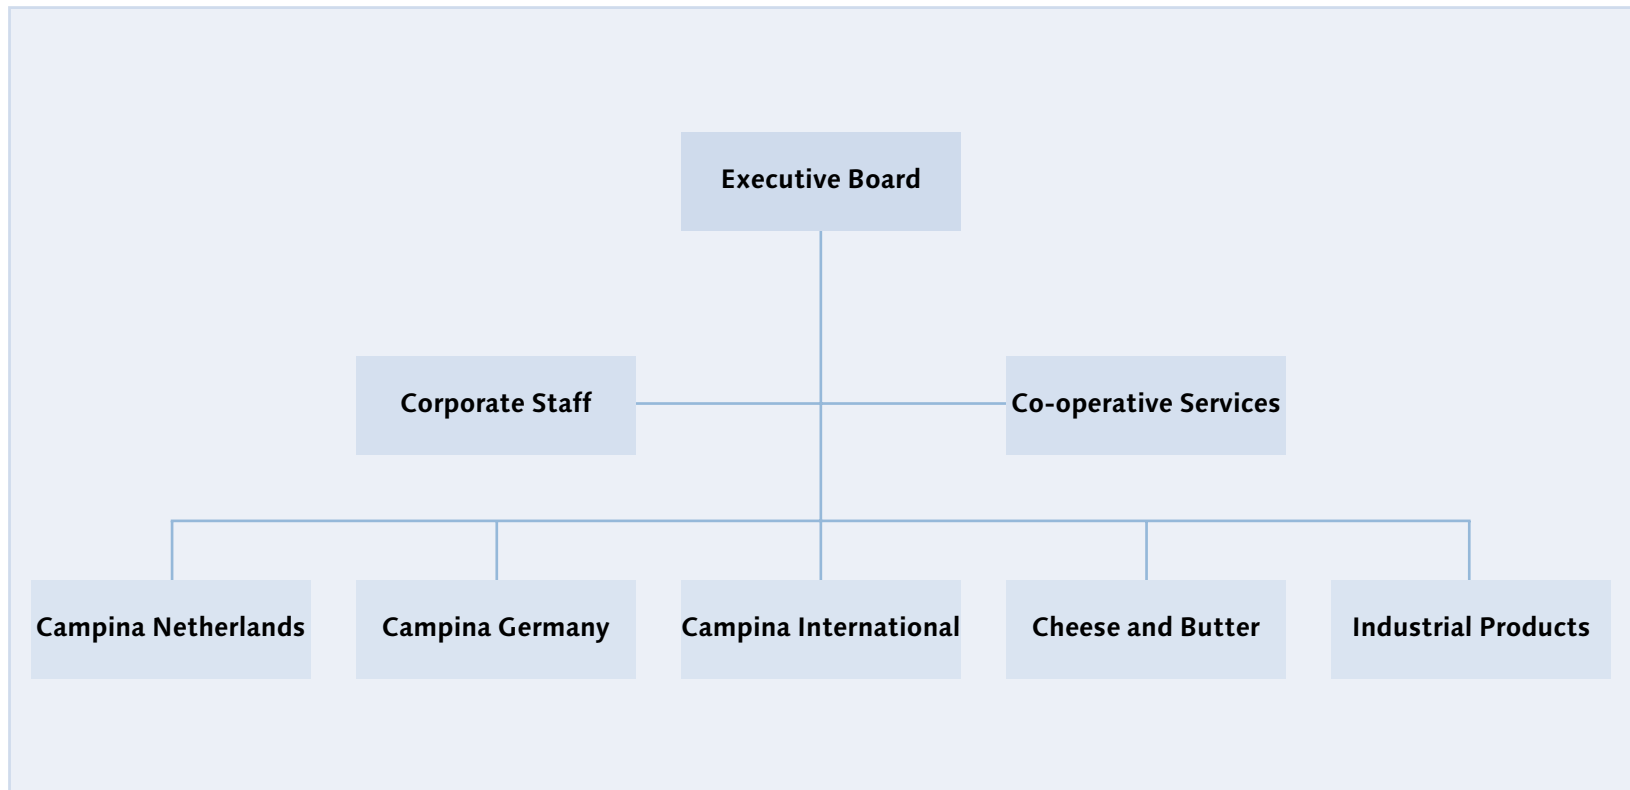 Executive Board
Corporate Staff
Co-operative Services
Campina Netherlands
Campina Germany
Campina International
Cheese and Butter
Industrial Products